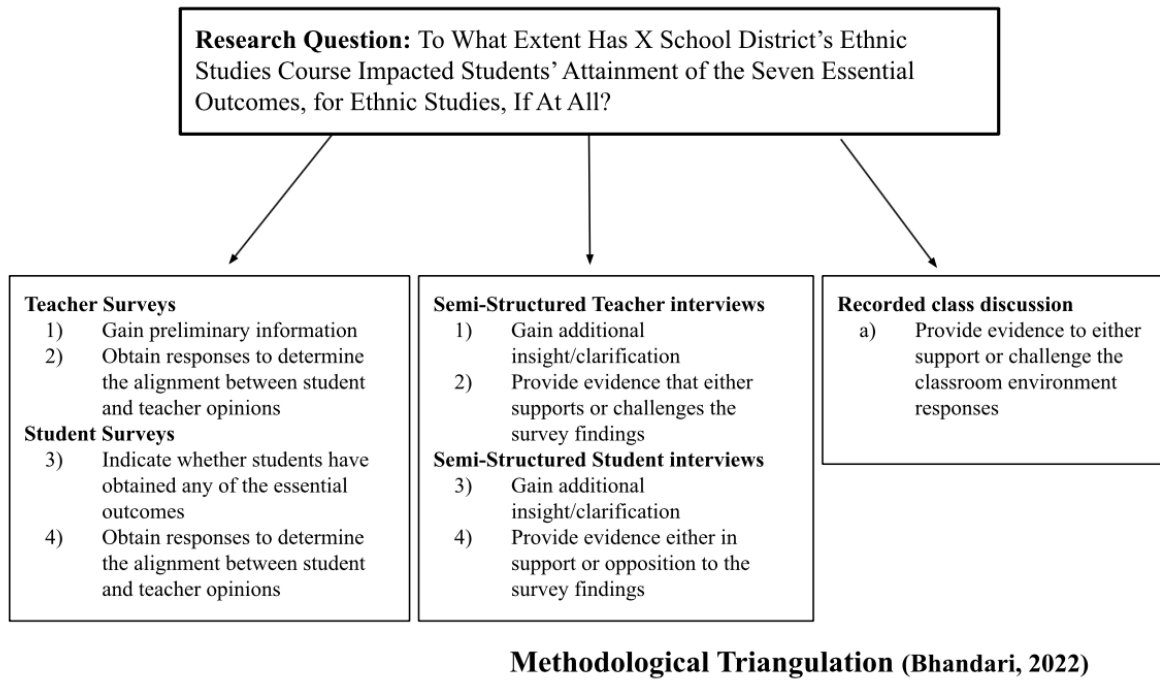 Research Question: To What Extent Has X School District's Ethnic
Studies Course Impacted Students' Attainment of the Seven Essential
Outcomes, for Ethnic Studies, If At All?
Teacher Surveys
1) Gain preliminary information
2) Obtain responses to determine
the alignment between student
and teacher opinions
Student Surveys
3) Indicate whether students have
obtained any of the essential
outcomes
4) Obtain responses to determine
the alignment between student
and teacher opinions
Semi-Structured Teacher interviews
1) Gain additional
insight/clarification
2) Provide evidence that either
supports or challenges the
survey findings
Semi-Structured Student interviews
3) Gain additional
insight/clarification
4) Provide evidence either in
support or opposition to the
survey findings
Recorded class discussion
a) Provide evidence to either
support or challenge the
classroom environment
responses
Methodological Triangulation (Bhandari, 2022)